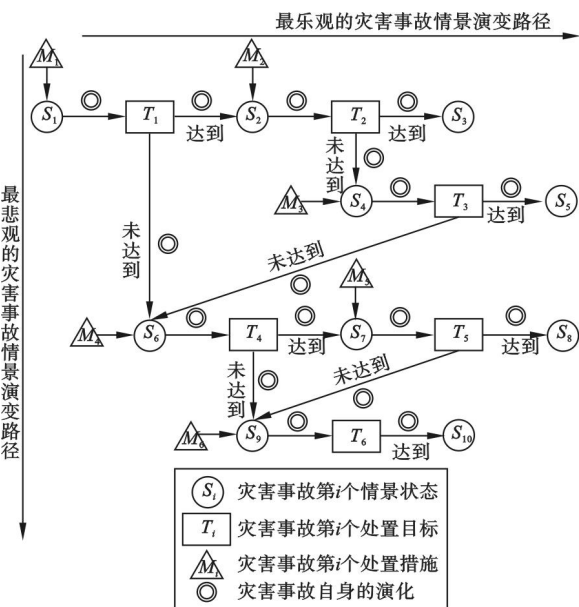 最乐观的灾害事故情景演变路径
M₁
M₂
S₁
T₁
达到
S₂
T₂
达到
S₃
未达到
M₃
S₄
T₃
达到
S₅
最悲观的灾害事故情景演变路径
未达到
未达到
M₅
M₄
S₆
T₄
达到
S₇
T₅
达到
S₈
未达到
未达到
M₆
S₉
T₆
达到
S₁₀
Sᵢ 灾害事故第i个情景状态
Tᵢ 灾害事故第i个处置目标
Mᵢ 灾害事故第i个处置措施
灾害事故自身的演化